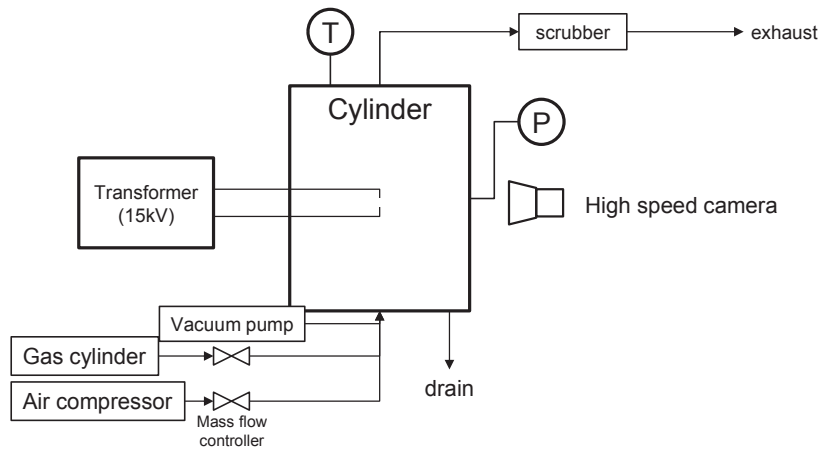 T
scrubber
exhaust
Cylinder
P
Transformer
(15kV)
High speed camera
Vacuum pump
Gas cylinder
Air compressor
drain
Mass flow
controller